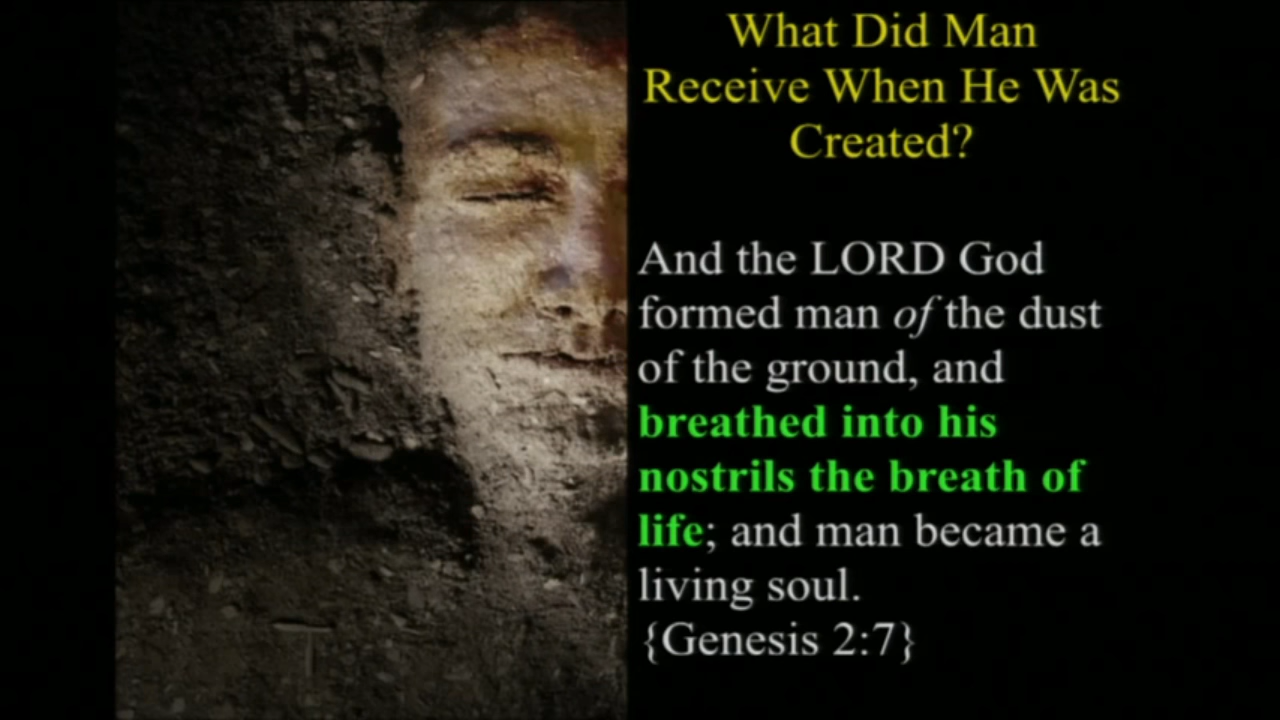 What Did Man
Receive When He Was
Created?
And the LORD God
formed man of the dust
of the ground, and
breathed into his
nostrils the breath of
life; and man became a
living soul.
{Genesis 2:7}